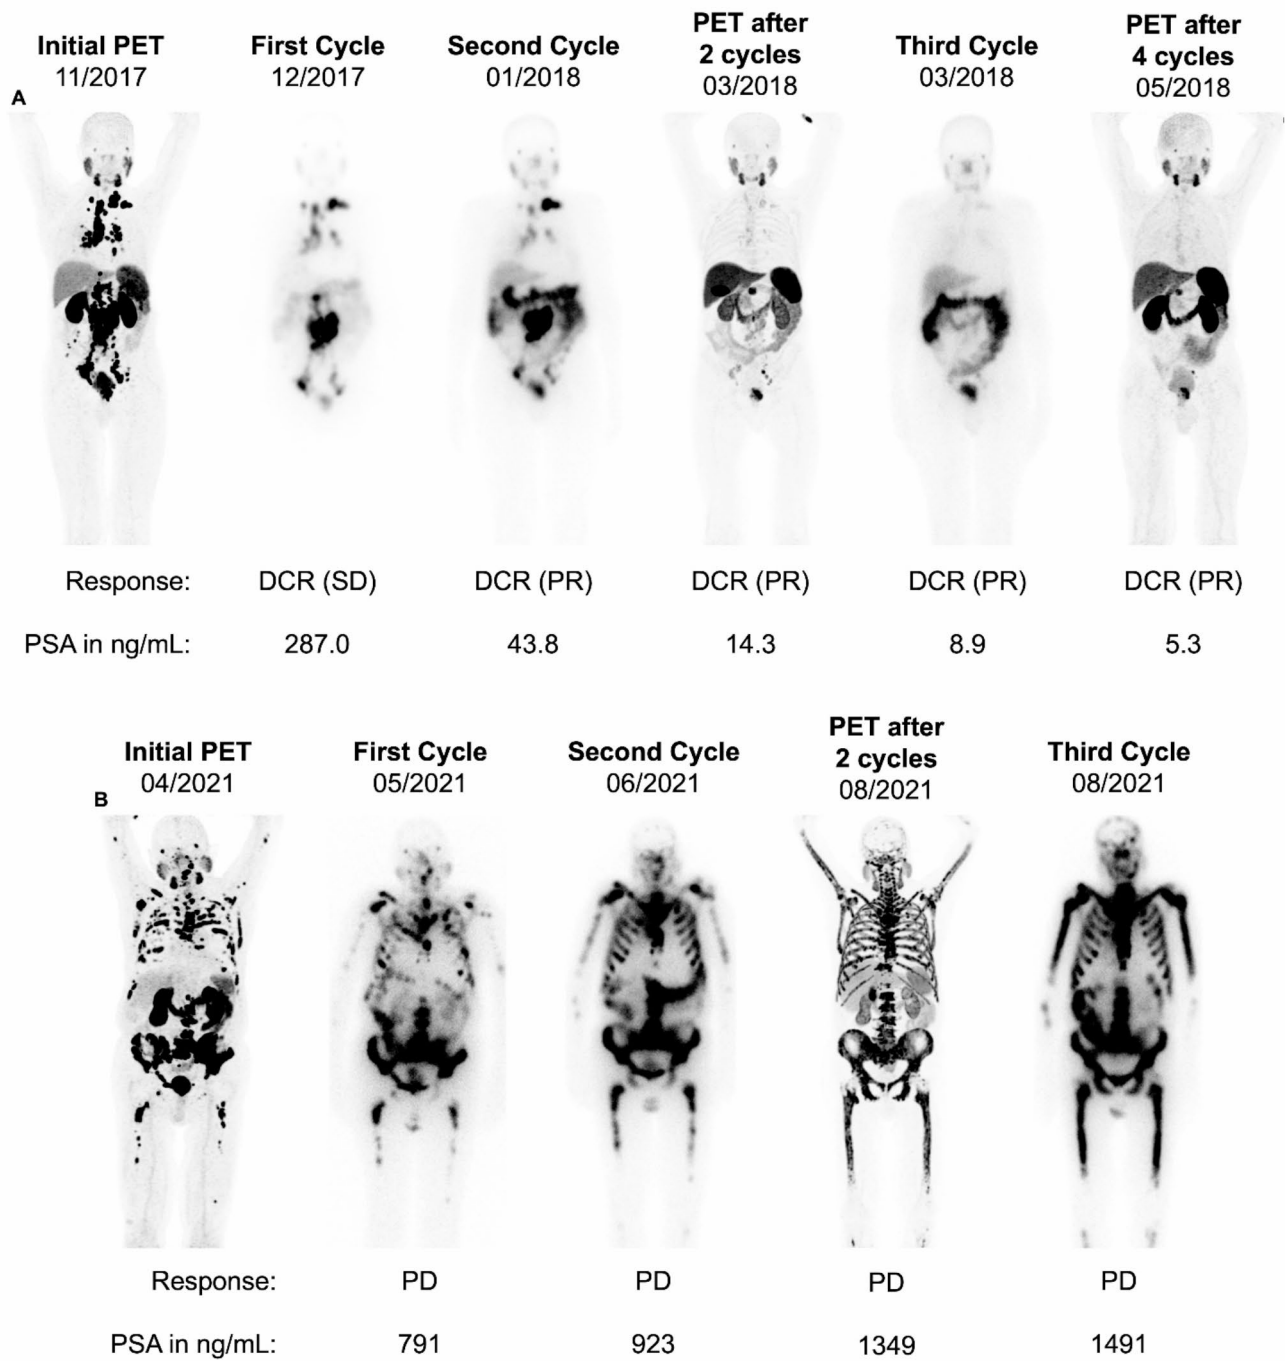 Initial PET
11/2017
First Cycle
12/2017
Second Cycle
01/2018
PET after
2 cycles
03/2018
Third Cycle
03/2018
PET after
4 cycles
05/2018
A
Response: DCR (SD) DCR (PR) DCR (PR) DCR (PR) DCR (PR)
PSA in ng/mL: 287.0 43.8 14.3 8.9 5.3
Initial PET
04/2021
First Cycle
05/2021
Second Cycle
06/2021
PET after
2 cycles
08/2021
Third Cycle
08/2021
B
Response: PD PD PD PD
PSA in ng/mL: 791 923 1349 1491